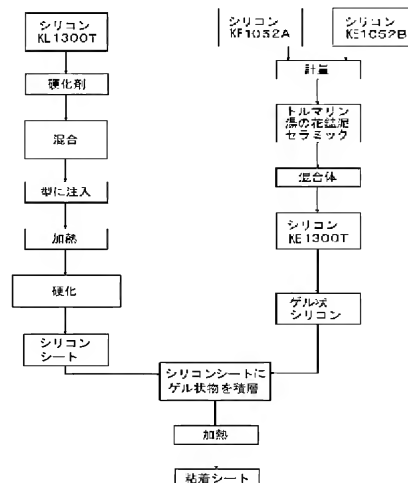 シリコン
KL1300T
硬化剤
混合
型に注入
加熱
硬化
シリコン
シート
シリコン
KF1052A
シリコン
KE1052B
計量
トルマリン
湯の花鉱泥
セラミック
混合体
シリコン
KE1300T
ゲル状
シリコン
シリコンシートに
ゲル状物を積層
加熱
粘着シート